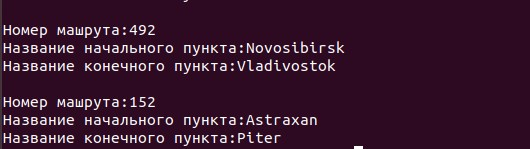 Номер машрута:492
Название начального пункта:Novosibirsk
Название конечного пункта:Vladivostok
Номер машрута:152
Название начального пункта:Astraxan
Название конечного пункта:Piter